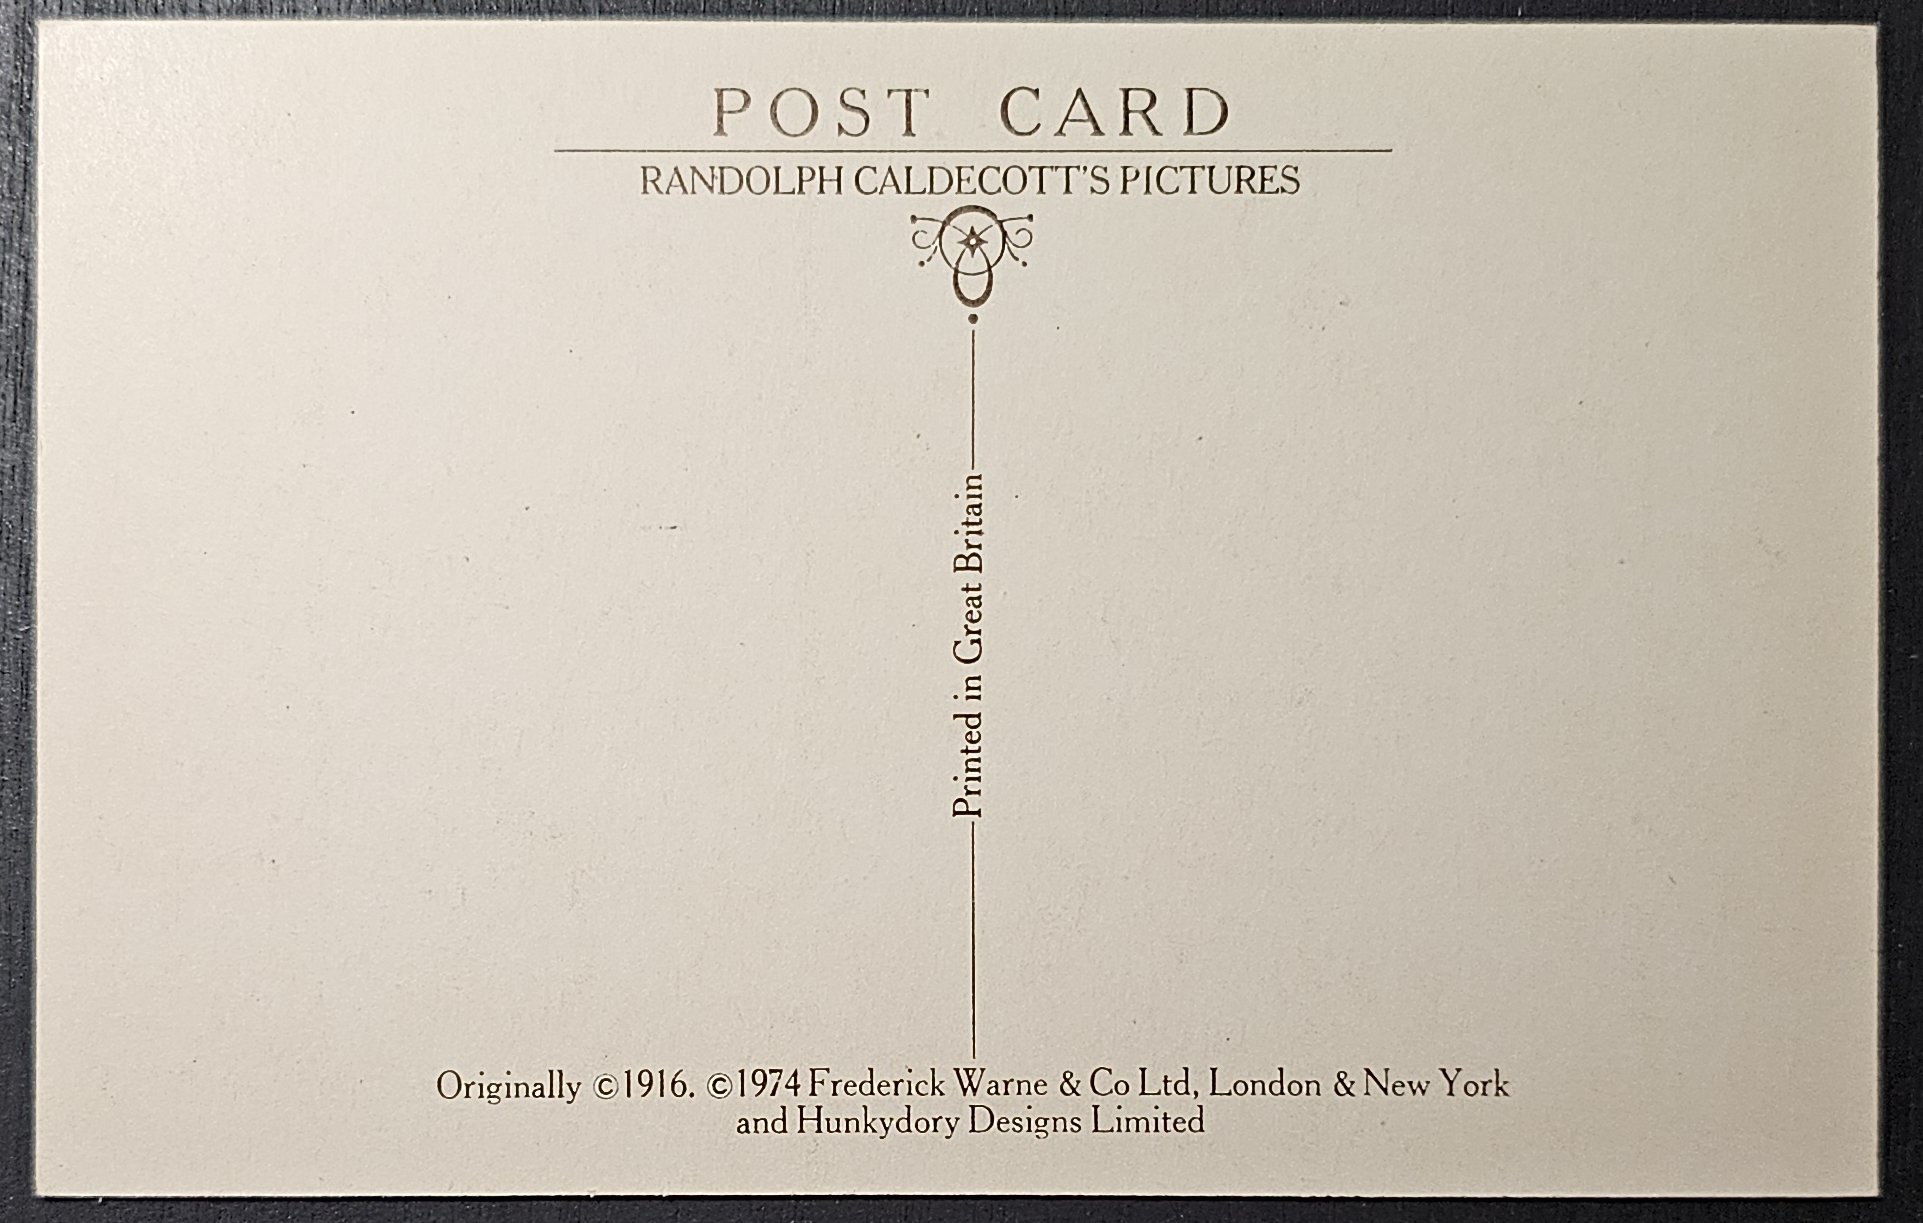 POST CARD
RANDOLPH CALDECOTT'S PICTURES
Printed in Great Britain
Originally ©1916. ©1974 Frederick Warne & Co Ltd, London & New York
and Hunkydory Designs Limited